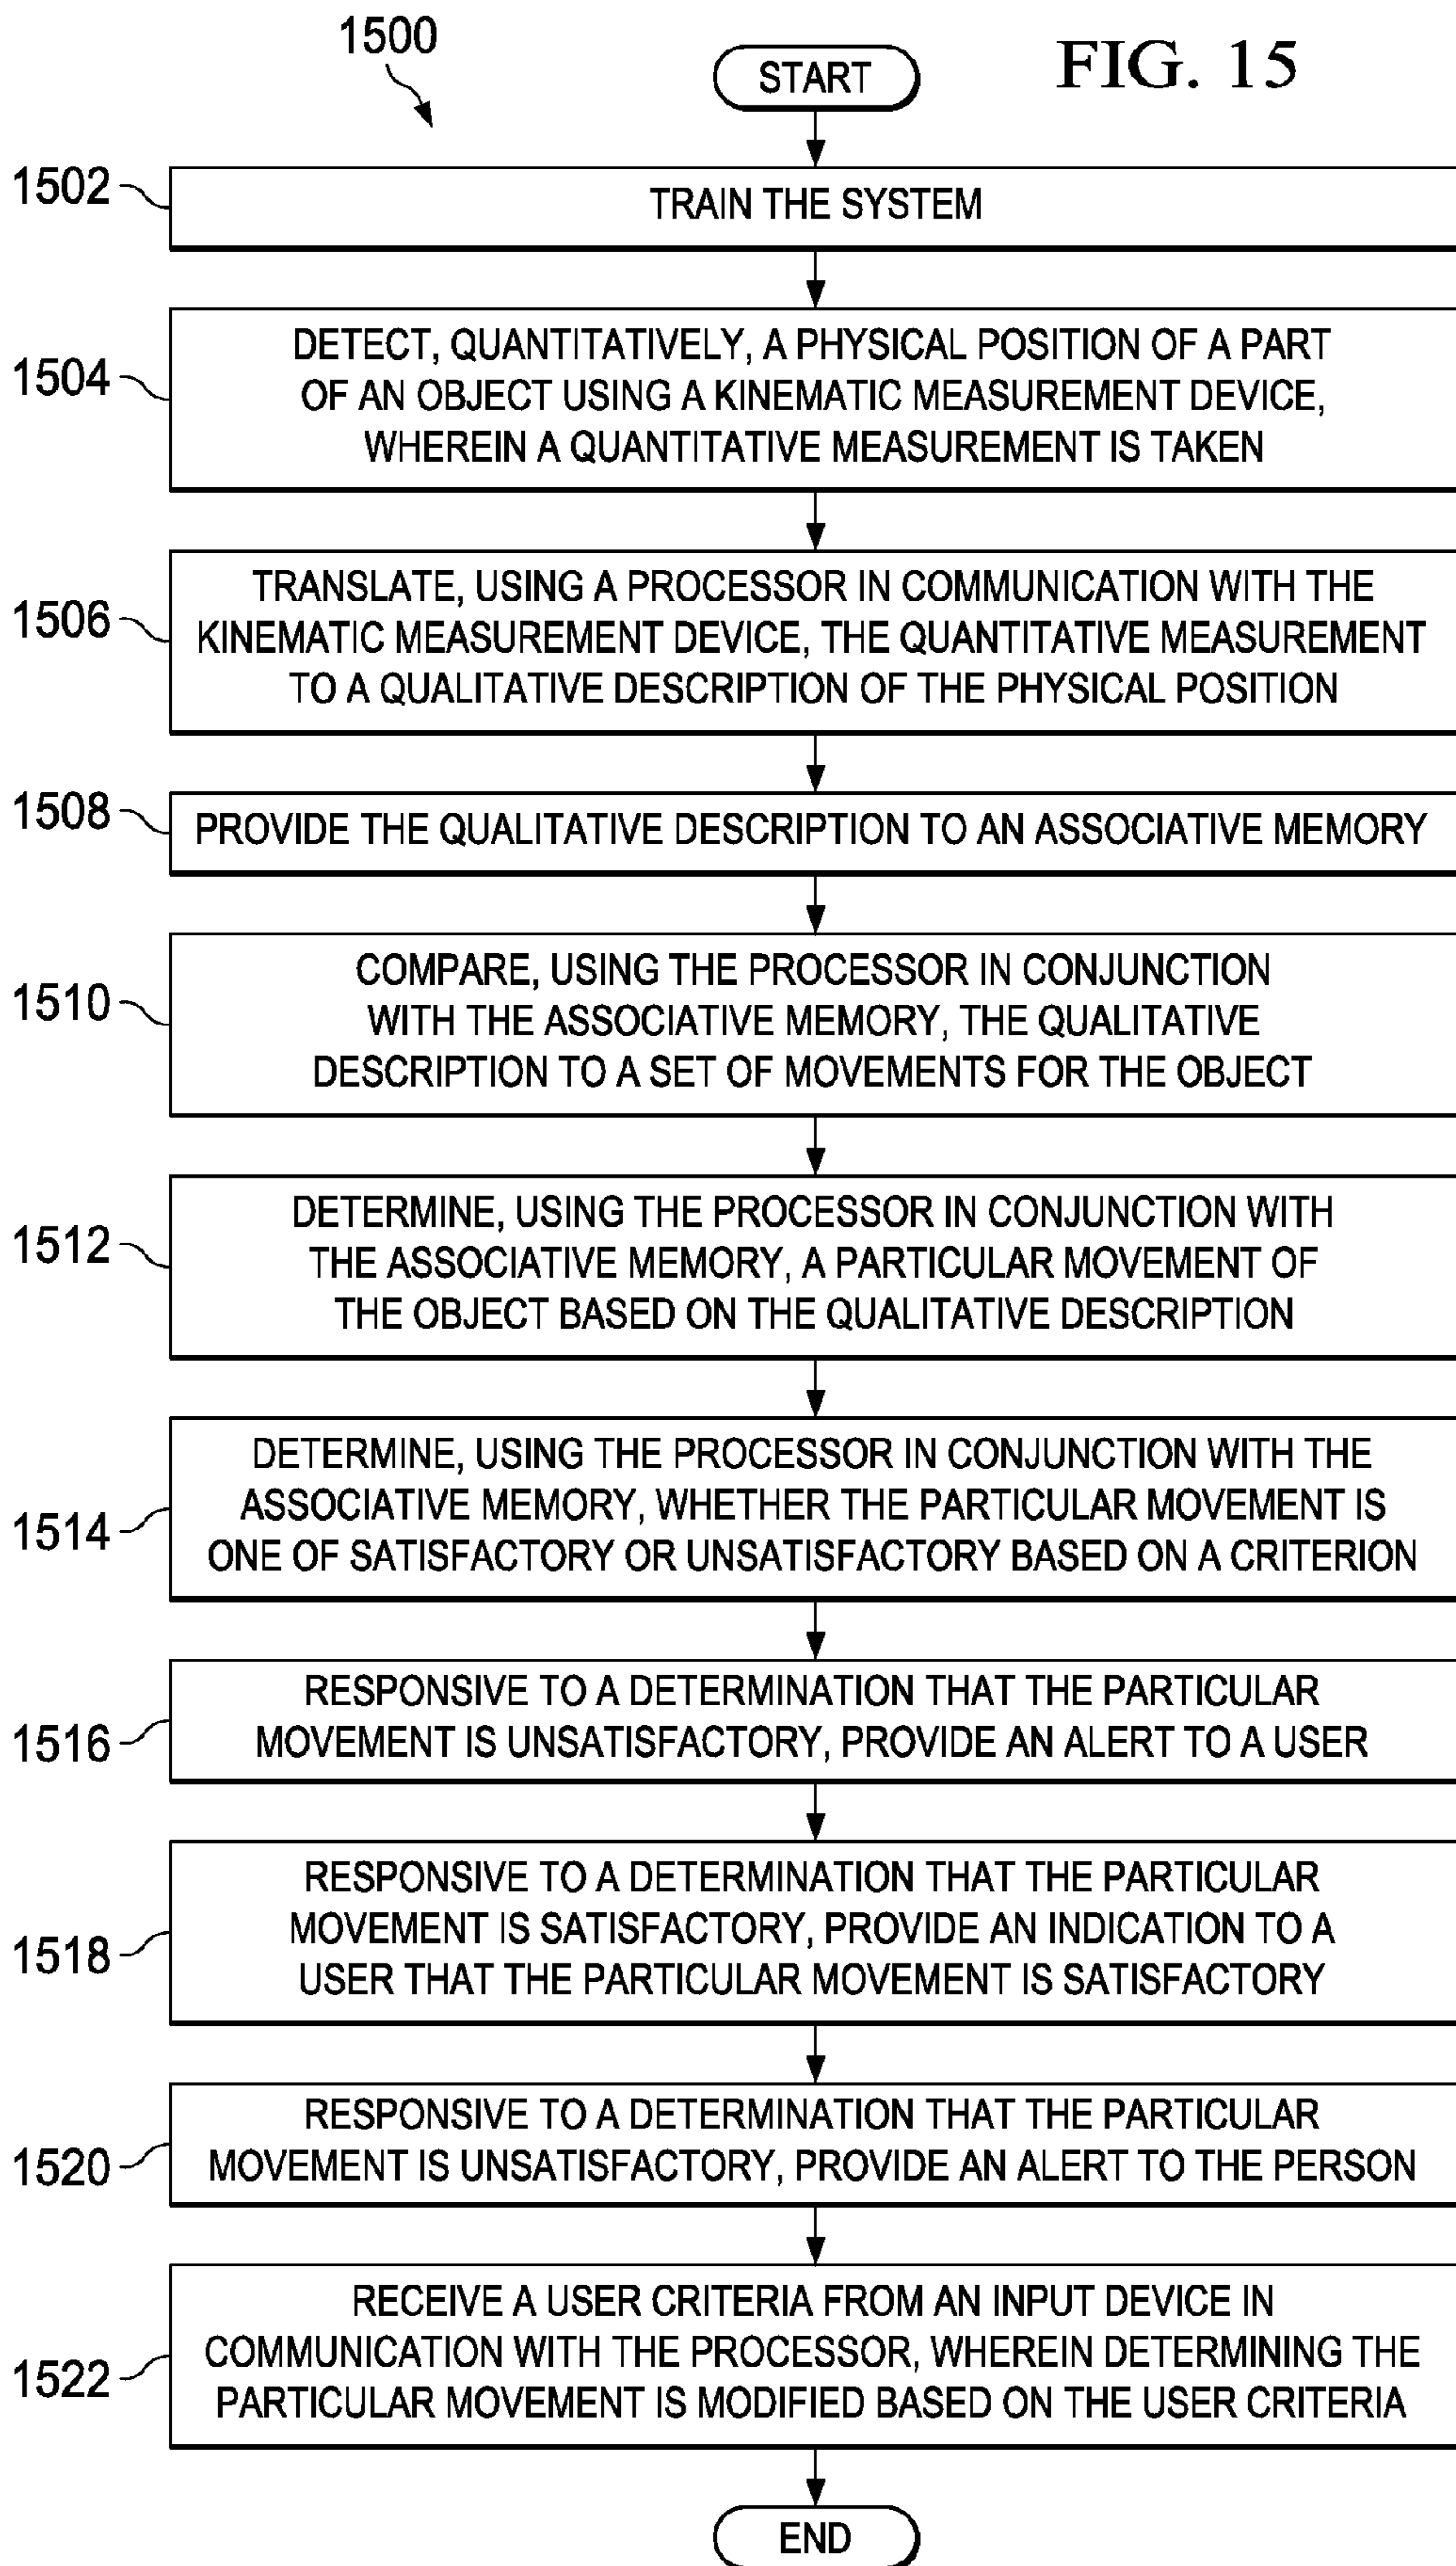 1500
START
FIG. 15
1502
TRAIN THE SYSTEM
1504
DETECT, QUANTITATIVELY, A PHYSICAL POSITION OF A PART
OF AN OBJECT USING A KINEMATIC MEASUREMENT DEVICE,
WHEREIN A QUANTITATIVE MEASUREMENT IS TAKEN
1506
TRANSLATE, USING A PROCESSOR IN COMMUNICATION WITH THE
KINEMATIC MEASUREMENT DEVICE, THE QUANTITATIVE MEASUREMENT
TO A QUALITATIVE DESCRIPTION OF THE PHYSICAL POSITION
1508
PROVIDE THE QUALITATIVE DESCRIPTION TO AN ASSOCIATIVE MEMORY
1510
COMPARE, USING THE PROCESSOR IN CONJUNCTION
WITH THE ASSOCIATIVE MEMORY, THE QUALITATIVE
DESCRIPTION TO A SET OF MOVEMENTS FOR THE OBJECT
1512
DETERMINE, USING THE PROCESSOR IN CONJUNCTION WITH
THE ASSOCIATIVE MEMORY, A PARTICULAR MOVEMENT OF
THE OBJECT BASED ON THE QUALITATIVE DESCRIPTION
1514
DETERMINE, USING THE PROCESSOR IN CONJUNCTION WITH THE
ASSOCIATIVE MEMORY, WHETHER THE PARTICULAR MOVEMENT IS
ONE OF SATISFACTORY OR UNSATISFACTORY BASED ON A CRITERION
1516
RESPONSIVE TO A DETERMINATION THAT THE PARTICULAR
MOVEMENT IS UNSATISFACTORY, PROVIDE AN ALERT TO A USER
1518
RESPONSIVE TO A DETERMINATION THAT THE PARTICULAR
MOVEMENT IS SATISFACTORY, PROVIDE AN INDICATION TO A
USER THAT THE PARTICULAR MOVEMENT IS SATISFACTORY
1520
RESPONSIVE TO A DETERMINATION THAT THE PARTICULAR
MOVEMENT IS UNSATISFACTORY, PROVIDE AN ALERT TO THE PERSON
1522
RECEIVE A USER CRITERIA FROM AN INPUT DEVICE IN
COMMUNICATION WITH THE PROCESSOR, WHEREIN DETERMINING THE
PARTICULAR MOVEMENT IS MODIFIED BASED ON THE USER CRITERIA
END